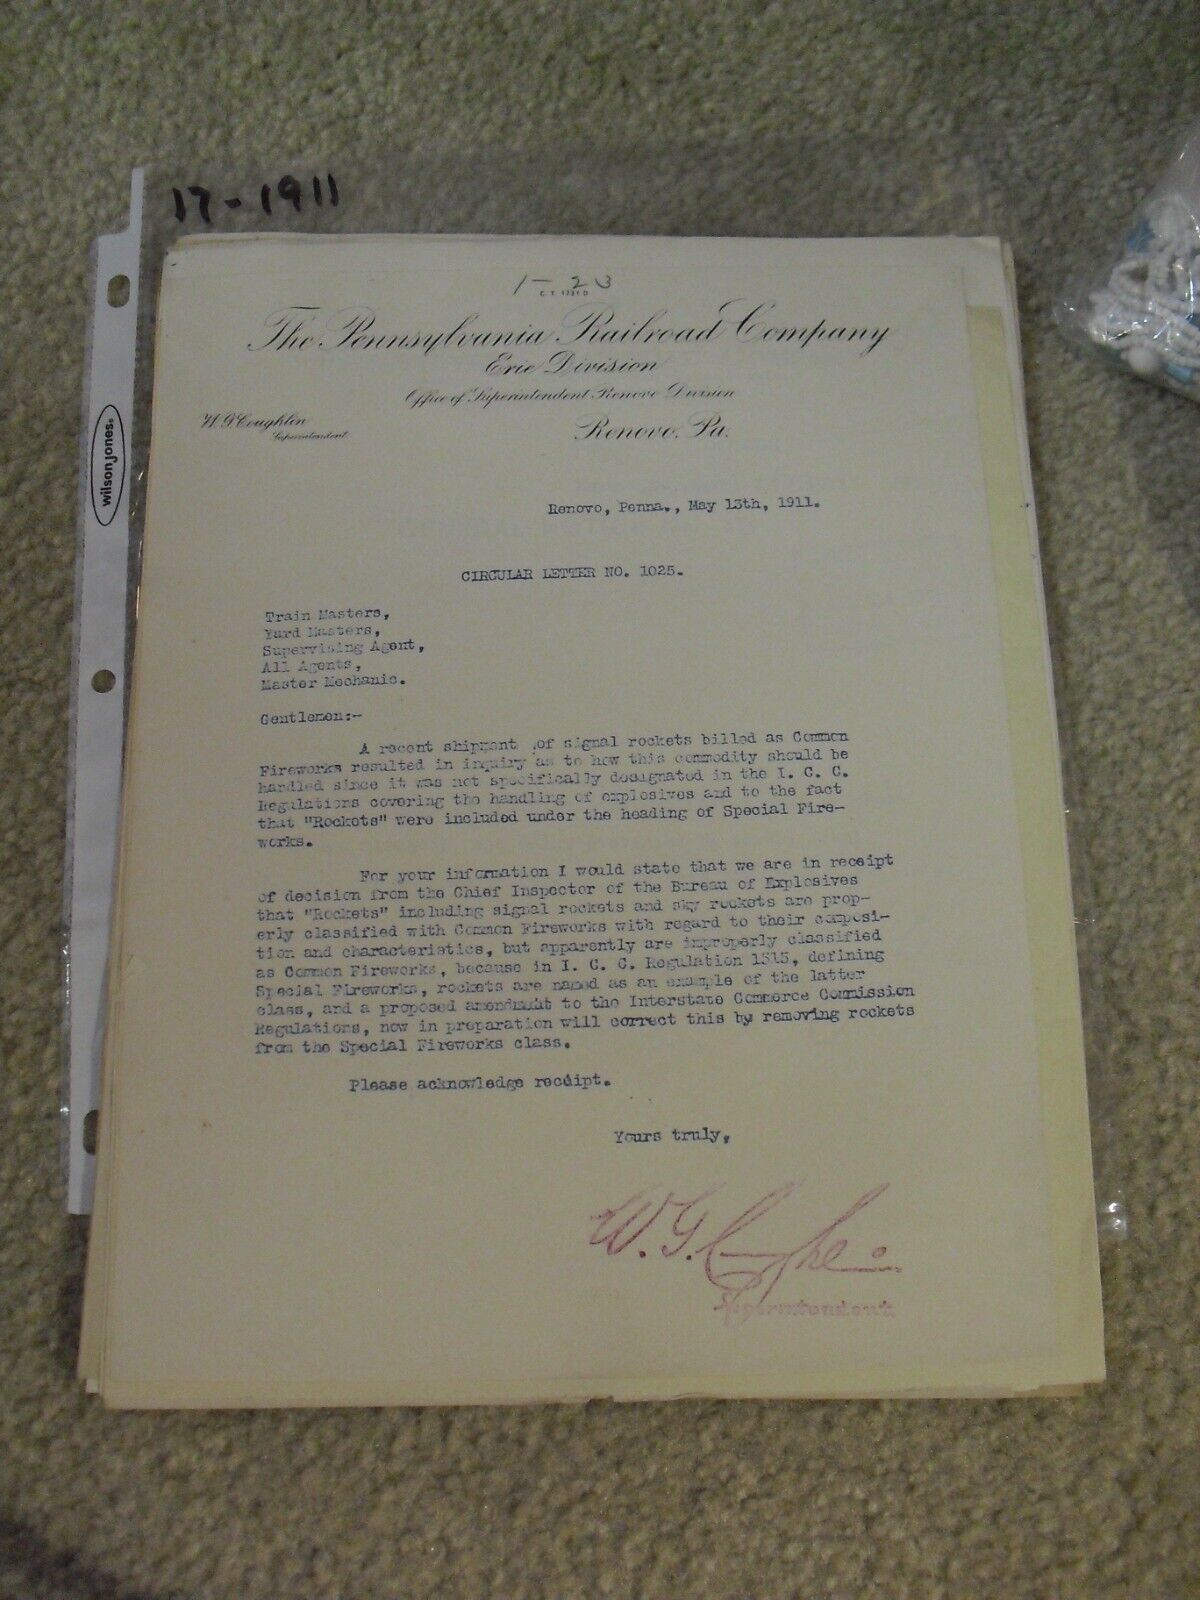 17-1911
wilsonjones®
1-23
C. T. 1731 D
The Pennsylvania Railroad Company
Erie Division
Office of Superintendent Renovo Division
W. G. Coughlin
Superintendent
Renovo, Pa.
Renovo, Penna., May 13th, 1911.
CIRCULAR LETTER NO. 1025.
Train Masters,
Yard Masters,
Supervising Agent,
All Agents,
Master Mechanic.
Gentlemen:-
A recent shipment of signal rockets billed as Common
Fireworks resulted in inquiry as to how this commodity should be
handled since it was not specifically designated in the I. C. C.
Regulations covering the handling of explosives and to the fact
that "Rockets" were included under the heading of Special Fire-
works.
For your information I would state that we are in receipt
of decision from the Chief Inspector of the Bureau of Explosives
that "Rockets" including signal rockets and sky rockets are prop-
erly classified with Common Fireworks with regard to their composi-
tion and characteristics, but apparently are improperly classified
as Common Fireworks, because in I. C. C. Regulation 1515, defining
Special Fireworks, rockets are named as an example of the latter
class, and a proposed amendment to the Interstate Commerce Commission
Regulations, now in preparation will correct this by removing rockets
from the Special Fireworks class.
Please acknowledge receipt.
Yours truly,
W. G. Coughlin
Superintendent